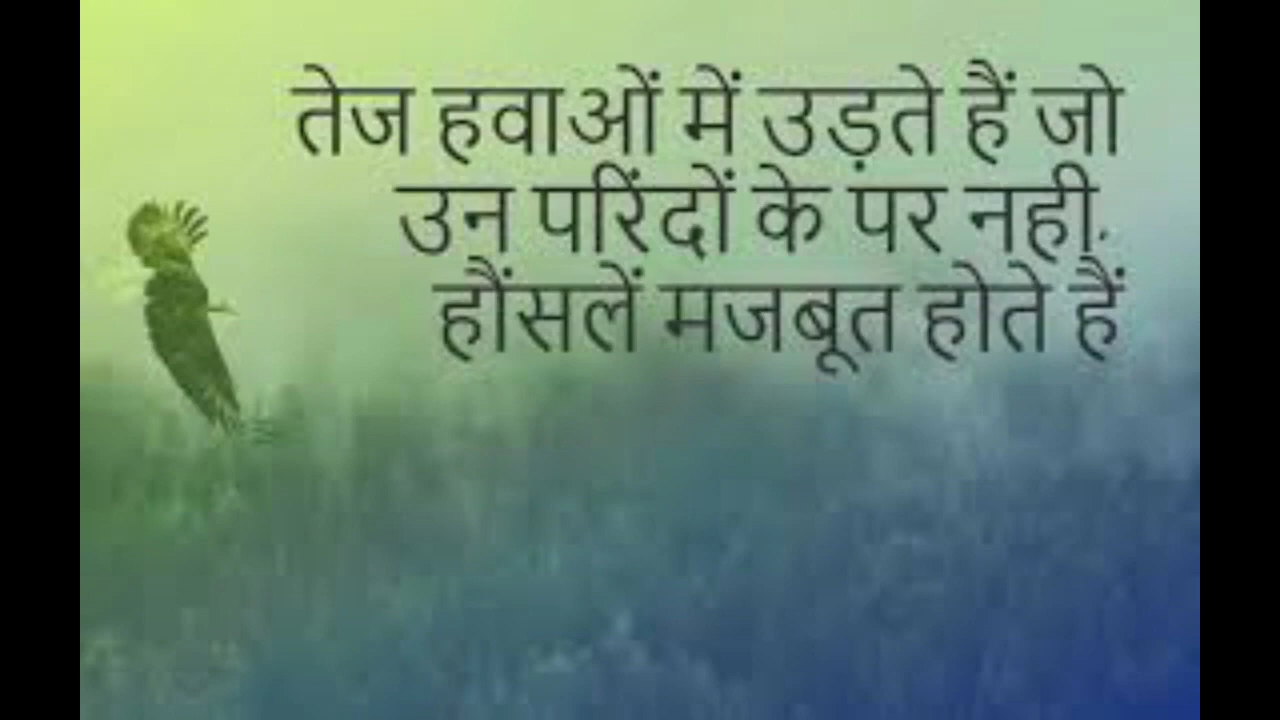 तेज हवाओं में उड़ते हैं जो
उन परिंदों के पर नही.
हौंसलें मजबूत होते हैं